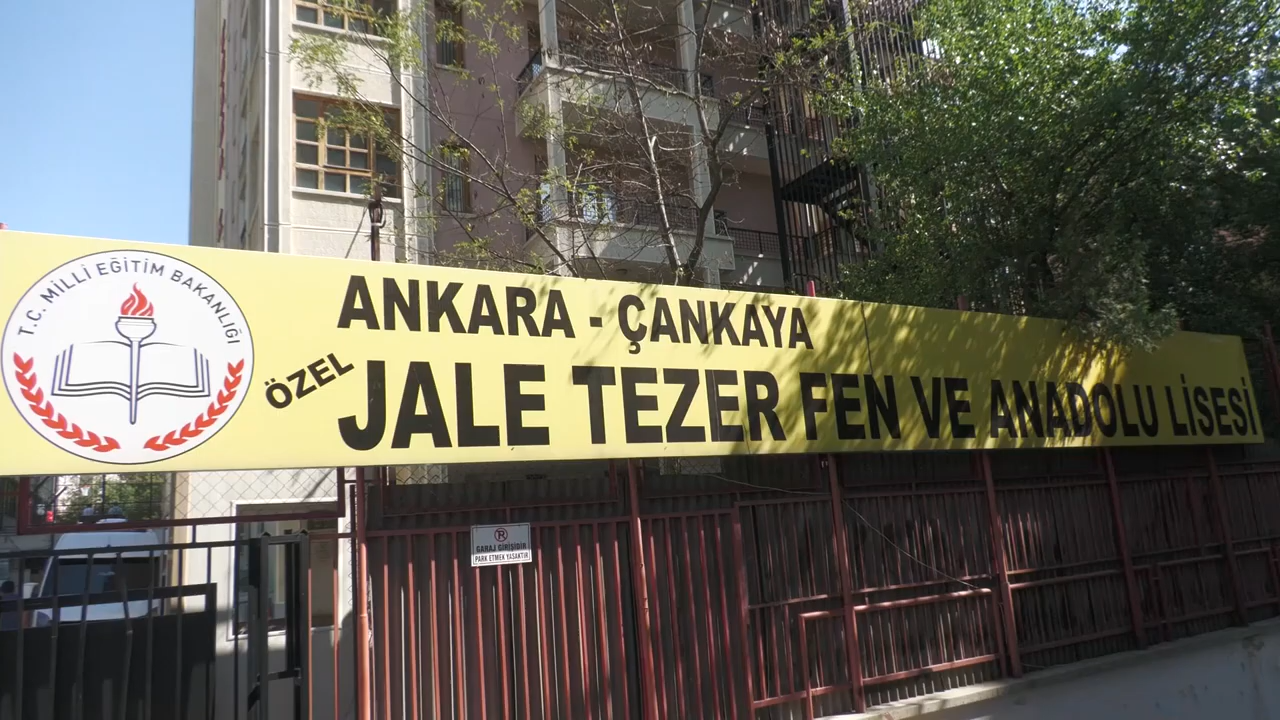 T.C. MİLLİ EĞİTİM BAKANLIĞI
ANKARA - ÇANKAYA
ÖZEL
JALE TEZER FEN VE ANADOLU LİSESİ
GARAJ GİRİŞİDİR
PARK ETMEK YASAKTIR